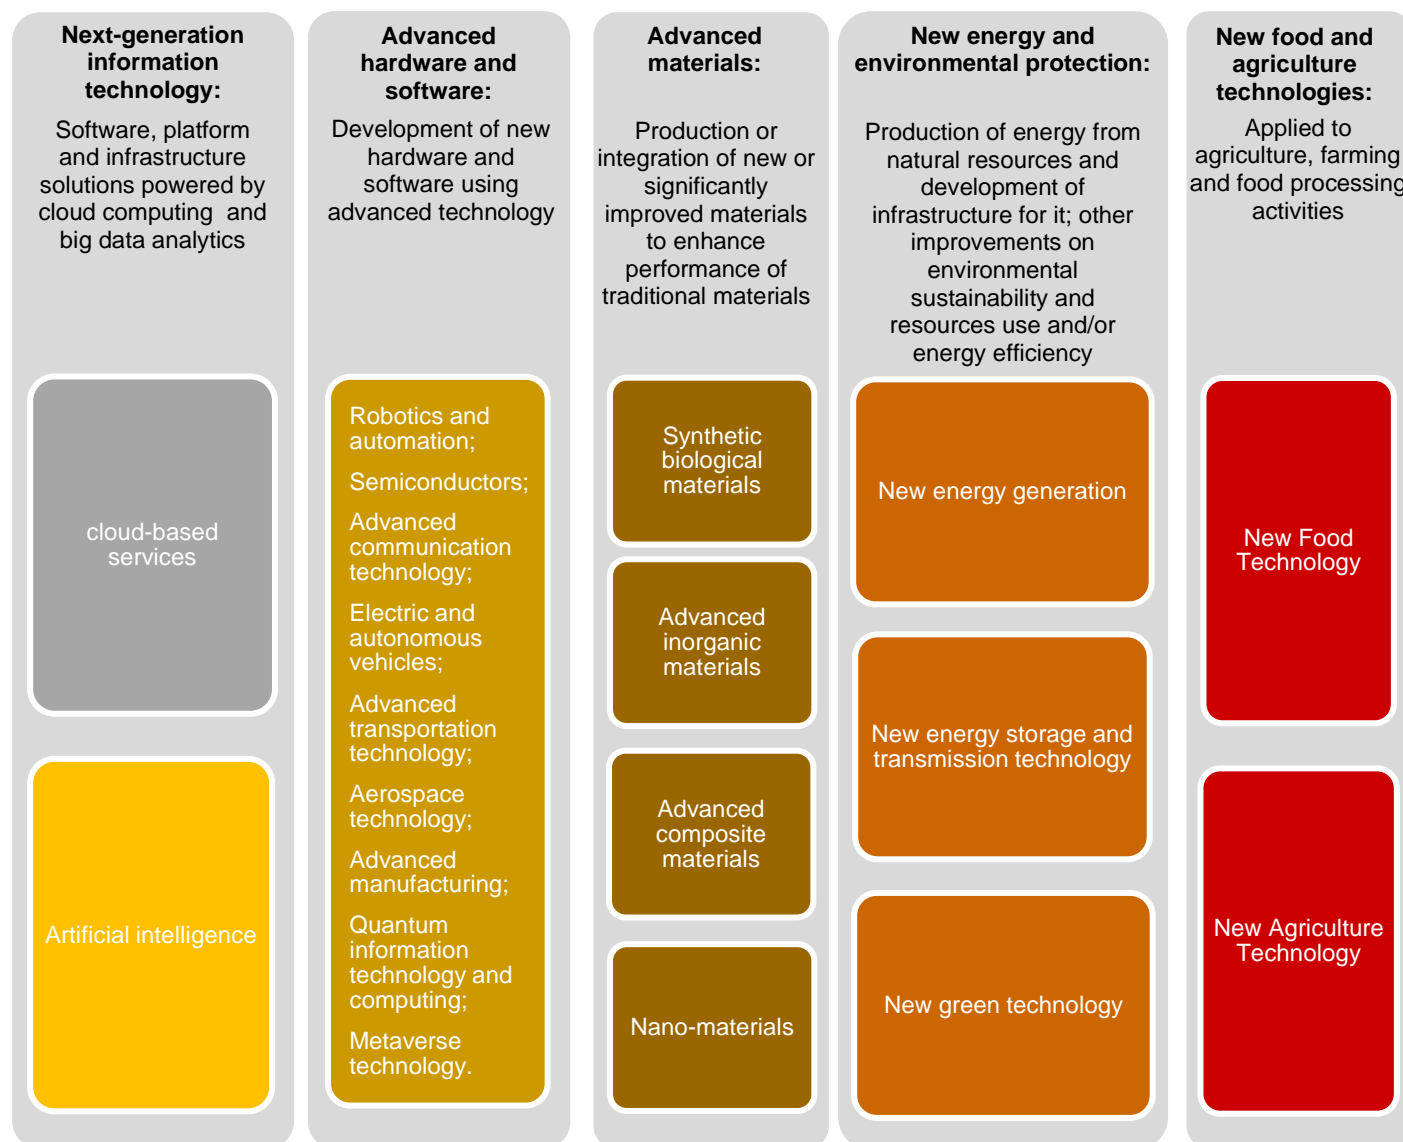 Next-generation
information
technology:
Software, platform
and infrastructure
solutions powered by
cloud computing  and
big data analytics
cloud-based
services
Artificial intelligence
Advanced
hardware and
software:
Development of new
hardware and
software using
advanced technology
Robotics and
automation;
Semiconductors;
Advanced
communication
technology;
Electric and
autonomous
vehicles;
Advanced
transportation
technology;
Aerospace
technology;
Advanced
manufacturing;
Quantum
information
technology and
computing;
Metaverse
technology.
Advanced
materials:
Production or
integration of new or
significantly
improved materials
to enhance
performance of
traditional materials
Synthetic
biological
materials
Advanced
inorganic
materials
Advanced
composite
materials
Nano-materials
New energy and
environmental protection:
Production of energy from
natural resources and
development of
infrastructure for it; other
improvements on
environmental
sustainability and
resources use and/or
energy efficiency
New energy generation
New energy storage and
transmission technology
New green technology
New food and
agriculture
technologies:
Applied to
agriculture, farming
and food processing
activities
New Food
Technology
New Agriculture
Technology